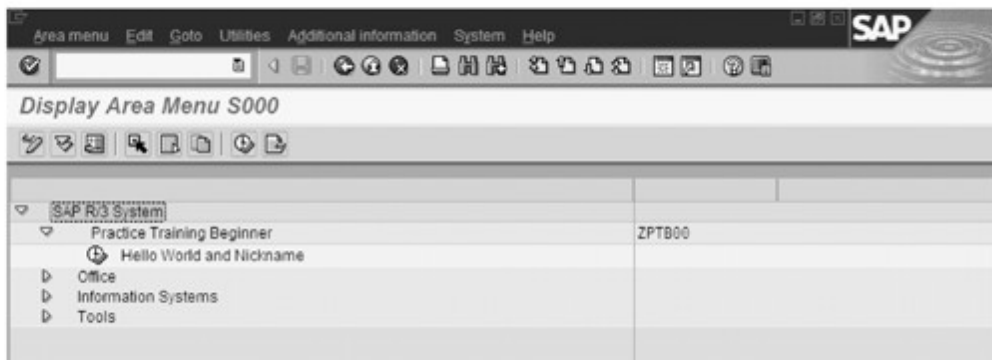 Area menu Edit Goto Utilities Additional information System Help
SAP
Display Area Menu S000
SAP R/3 System
Practice Training Beginner ZPTB00
Hello World and Nickname
Office
Information Systems
Tools